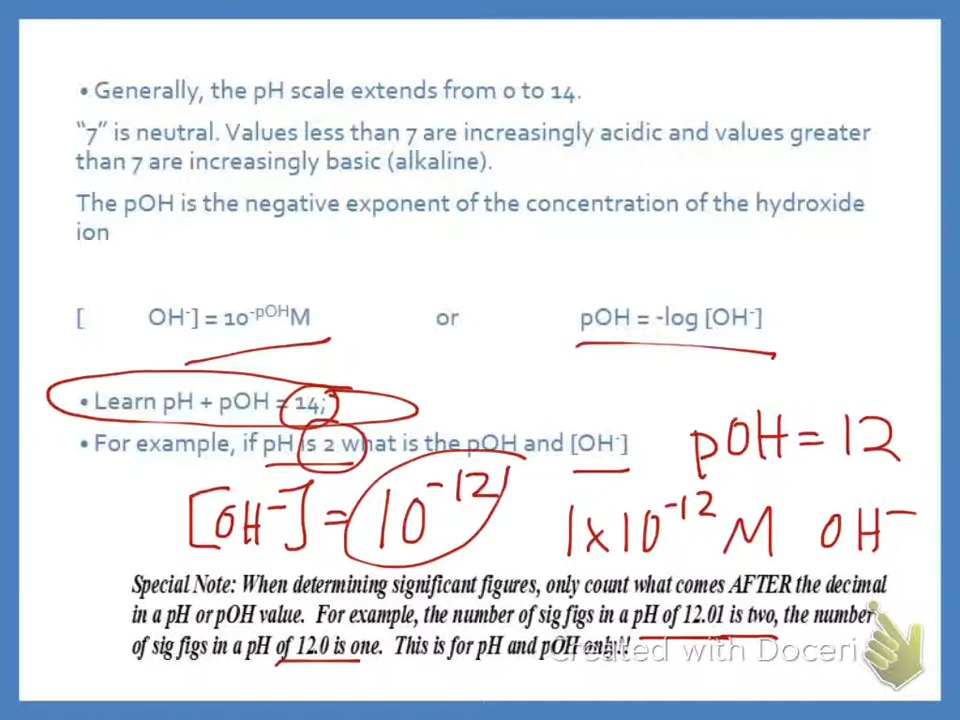 • Generally, the pH scale extends from 0 to 14.
"7" is neutral. Values less than 7 are increasingly acidic and values greater
than 7 are increasingly basic (alkaline).
The pOH is the negative exponent of the concentration of the hydroxide
ion
[ OH⁻] = 10⁻ᵖᴼᴴM or pOH = -log [OH⁻]
• Learn pH + pOH = 14;
• For example, if pH is 2 what is the pOH and [OH⁻]
pOH = 12
[OH⁻] = 10⁻¹² 1x10⁻¹² M OH⁻
Special Note: When determining significant figures, only count what comes AFTER the decimal
in a pH or pOH value. For example, the number of sig figs in a pH of 12.01 is two, the number
of sig figs in a pH of 12.0 is one. This is for pH and pOH only!!
Created with Doceri